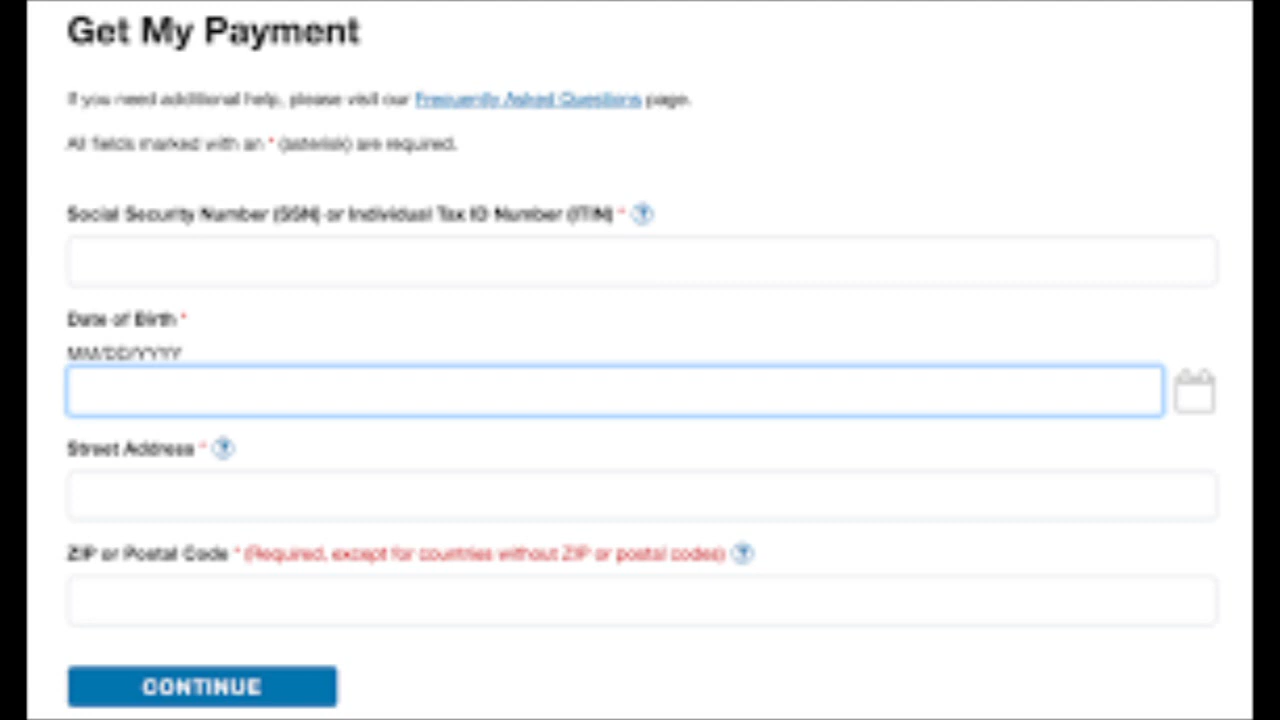 Get My Payment
If you need additional help, please visit our Frequently Asked Questions page.
All fields marked with an * (asterisk) are required.
Social Security Number (SSN) or Individual Tax ID Number (ITIN) * ?
Date of Birth *
MM/DD/YYYY
Street Address * ?
ZIP or Postal Code * (Required, except for countries without ZIP or postal codes) ?
CONTINUE